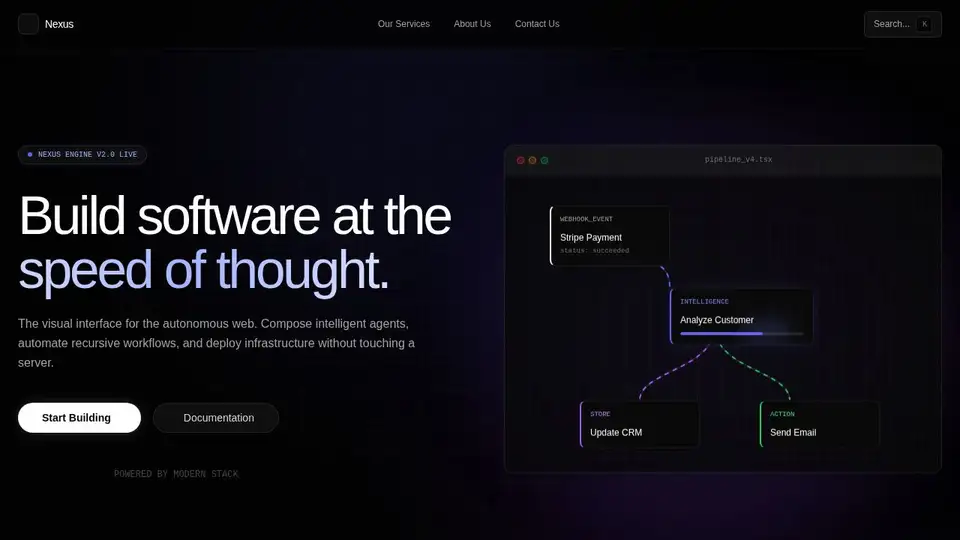 Nexus
Our Services
About Us
Contact Us
Search...
K
NEXUS ENGINE V2.0 LIVE
Build software at the
speed of thought.
The visual interface for the autonomous web. Compose intelligent agents,
automate recursive workflows, and deploy infrastructure without touching a
server.
Start Building
Documentation
POWERED BY MODERN STACK
pipeline_v4.tsx
WEBHOOK_EVENT
Stripe Payment
status: succeeded
INTELLIGENCE
Analyze Customer
STORE
Update CRM
ACTION
Send Email